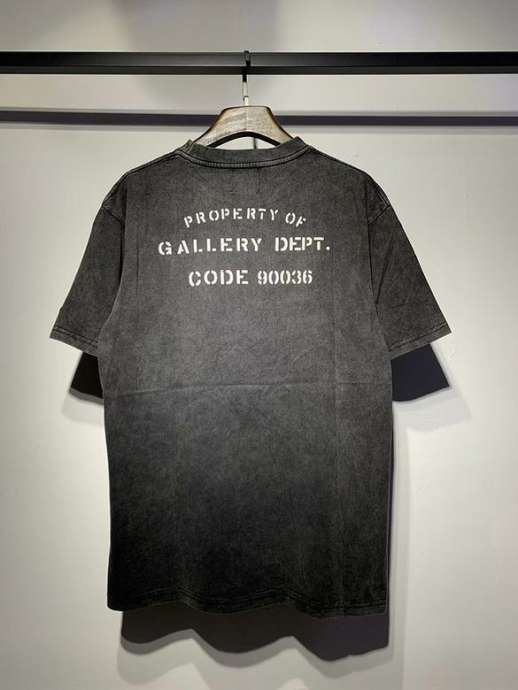 PROPERTY OF
GALLERY DEPT.
CODE 90036